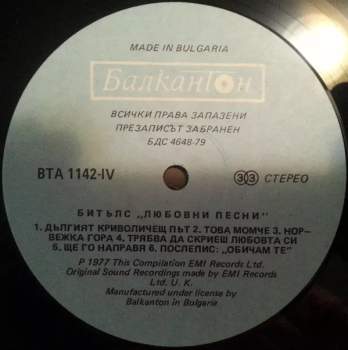 MADE IN BULGARIA
Балкантон
ВСИЧКИ ПРАВА ЗАПАЗЕНИ
ПРЕЗАПИСЪТ ЗАБРАНЕН
БДС 4648-79
ВТА 1142-IV
33 СТЕРЕО
БИТЪЛС „ЛЮБОВНИ ПЕСНИ"
1. ДЪЛГИЯТ КРИВОЛИЧЕЩ ПЪТ 2. ТОВА МОМЧЕ 3. НОР-
ВЕЖКА ГОРА 4. ТРЯБВА ДА СКРИЕШ ЛЮБОВТА СИ
5. ЩЕ ГО НАПРАВЯ 6. ПОСЛЕПИС: „ОБИЧАМ ТЕ"
P 1977 This Compilation EMI Records Ltd.
Original Sound Recordings made by EMI Records
Ltd. U. K.
Manufactured under license by
Balkanton in Bulgaria